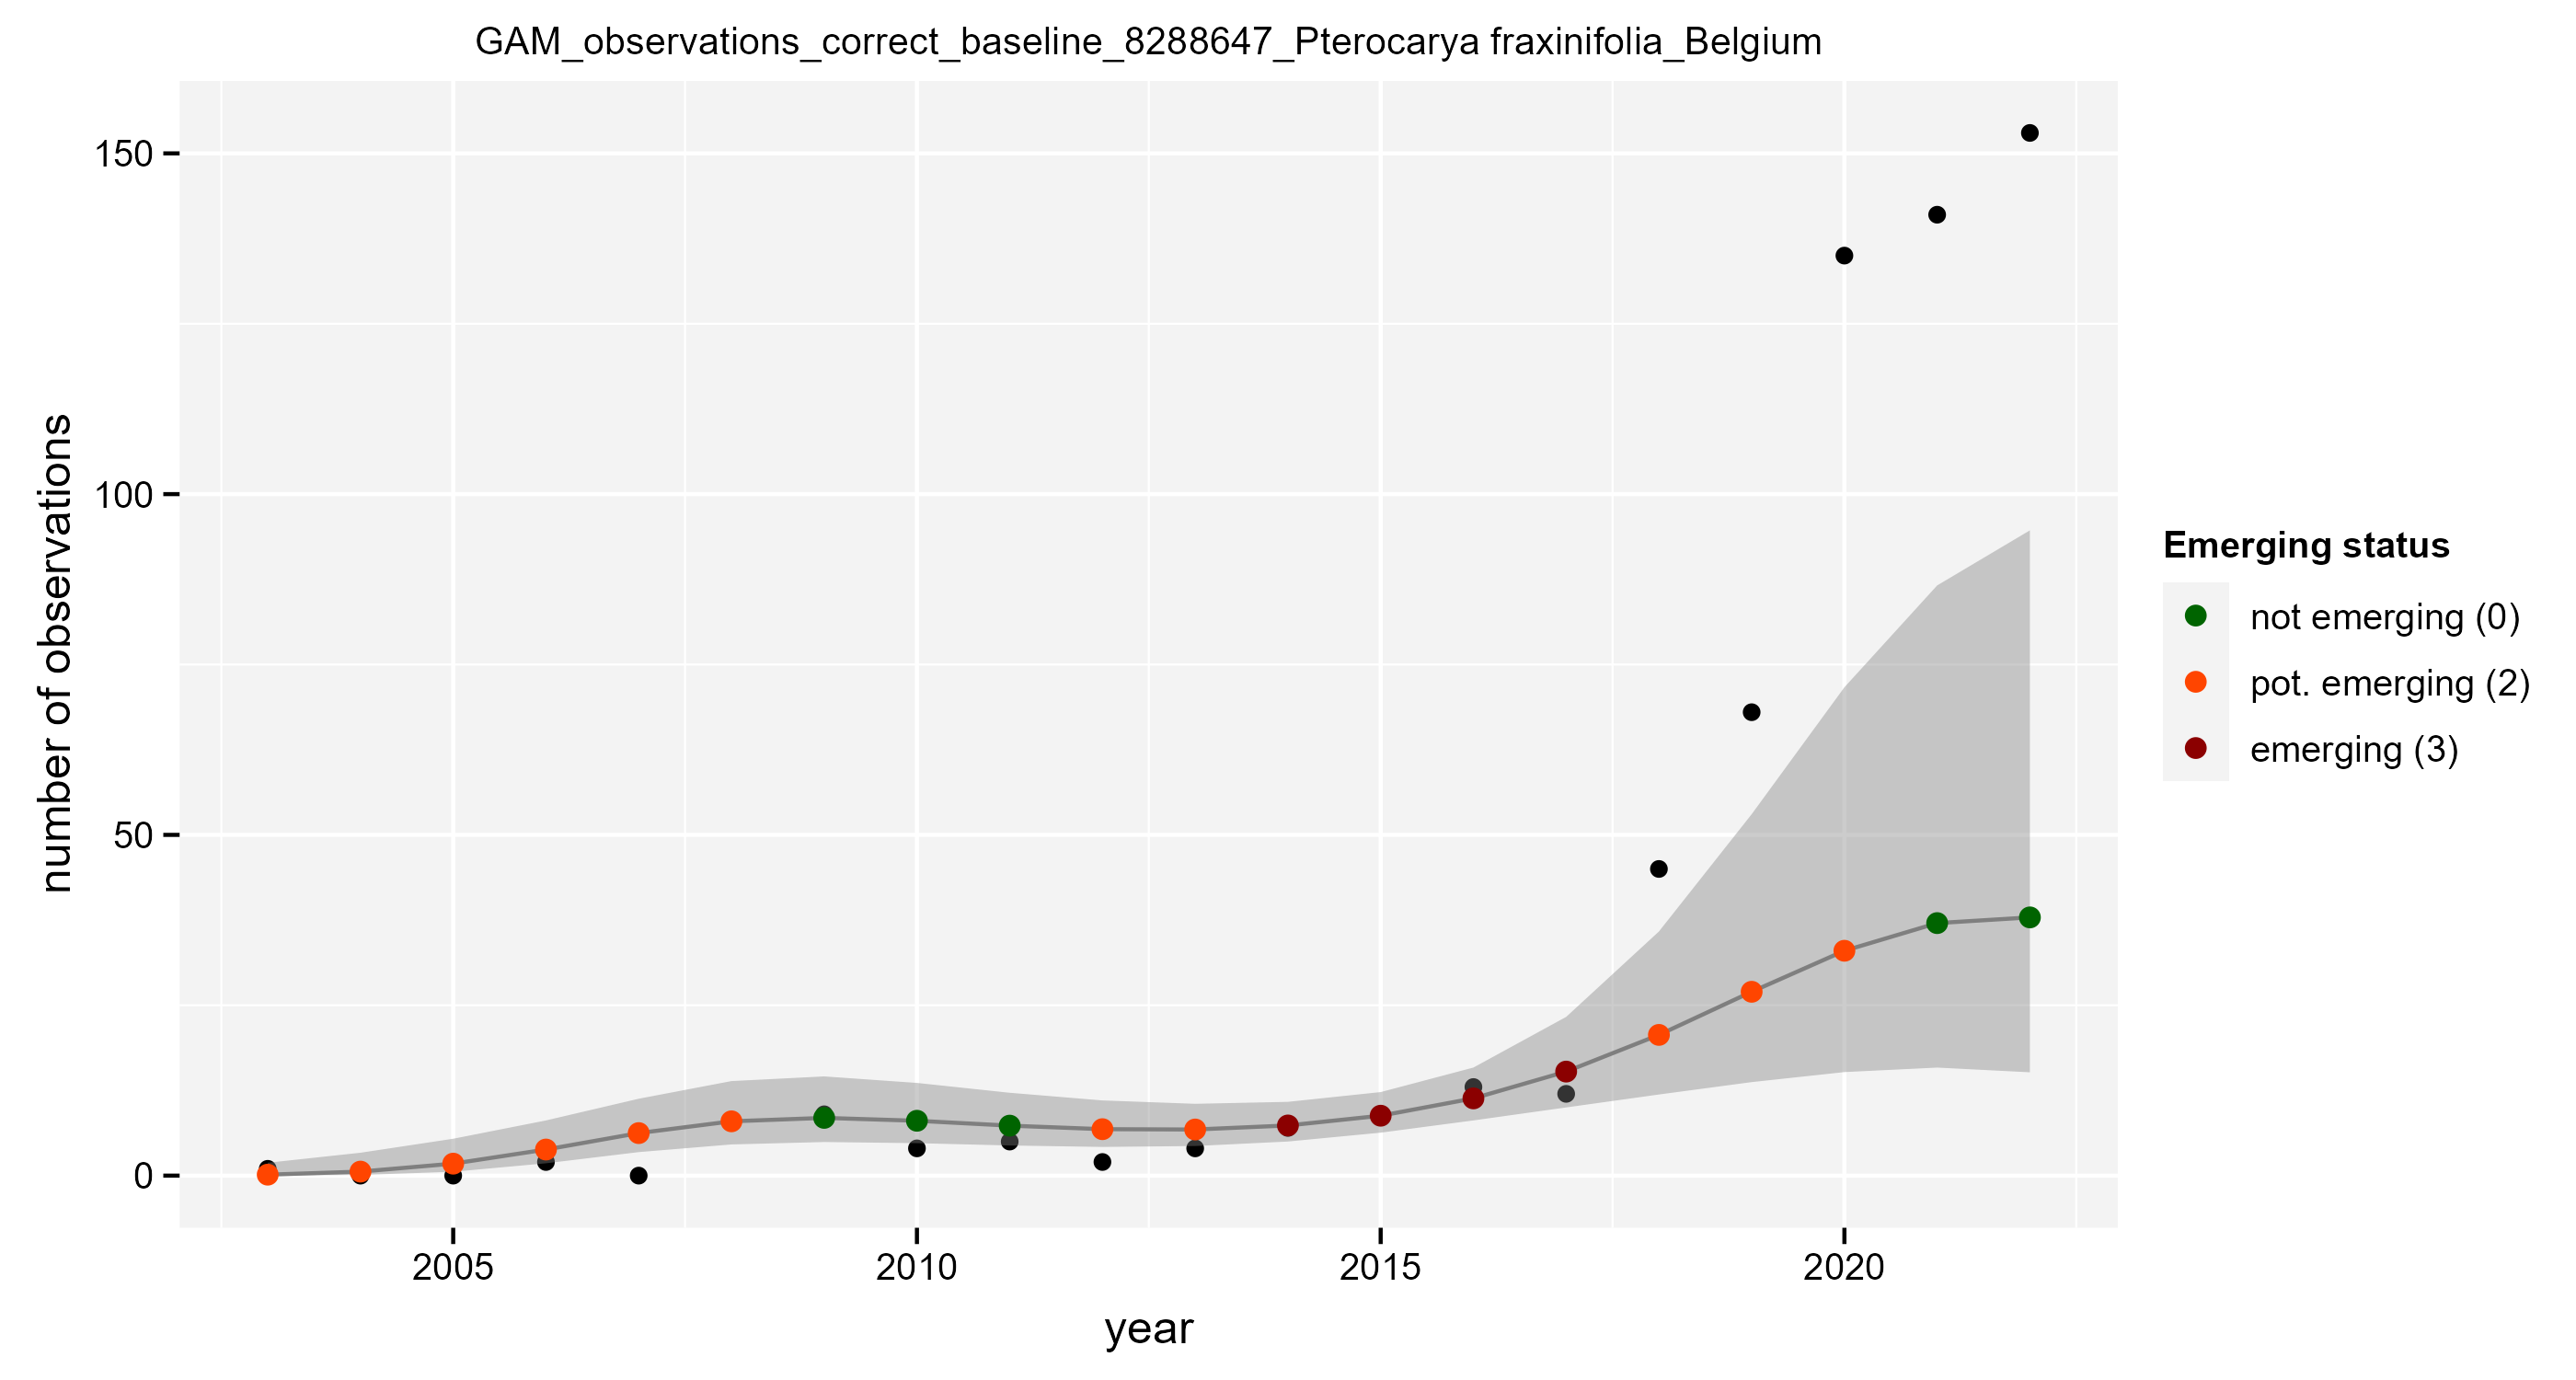 GAM_observations_correct_baseline_8288647_Pterocarya fraxinifolia_Belgium
number of observations
150
100
50
0
2005 2010 2015 2020
year
Emerging status
not emerging (0)
pot. emerging (2)
emerging (3)